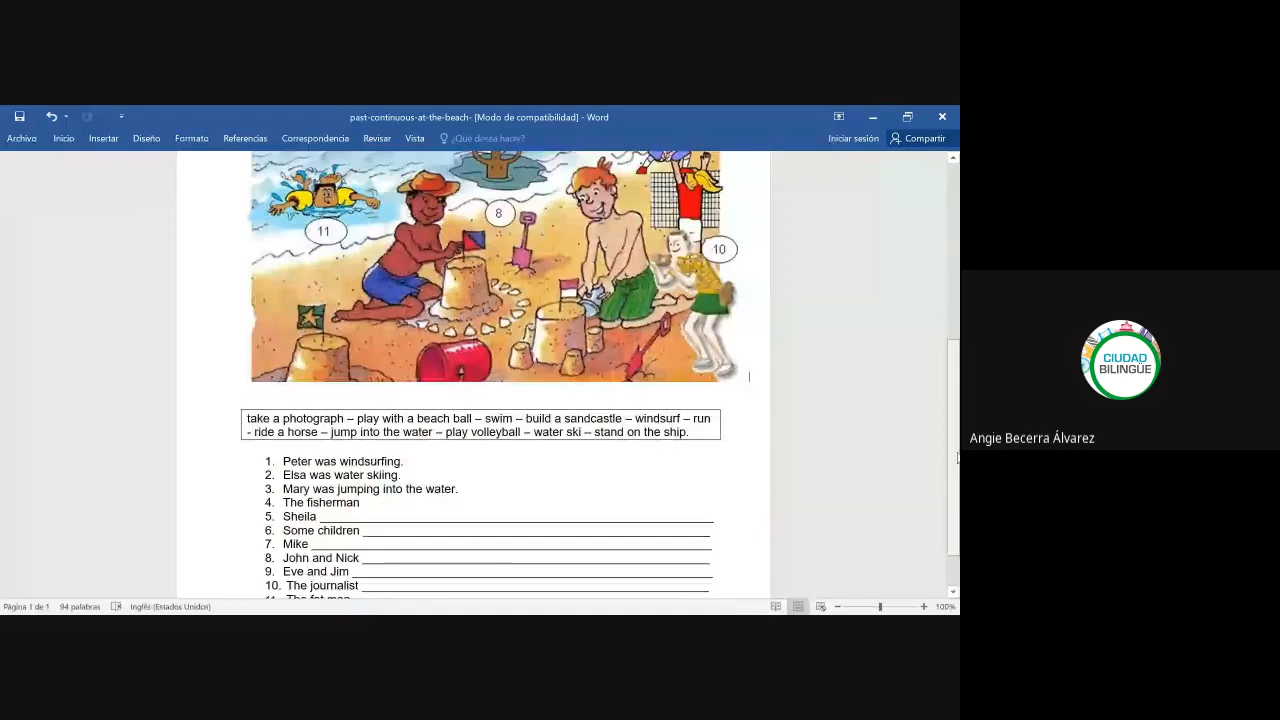 past-continuous-at-the-beach- [Modo de compatibilidad] - Word
Archivo Inicio Insertar Diseño Formato Referencias Correspondencia Revisar Vista ¿Qué desea hacer? Iniciar sesión Compartir
8
11
10
take a photograph – play with a beach ball – swim – build a sandcastle – windsurf – run
- ride a horse – jump into the water – play volleyball – water ski – stand on the ship.
1. Peter was windsurfing.
2. Elsa was water skiing.
3. Mary was jumping into the water.
4. The fisherman
5. Sheila
6. Some children
7. Mike
8. John and Nick
9. Eve and Jim
10. The journalist
11. The fat man
Página 1 de 1 94 palabras Inglés (Estados Unidos) 100%
CIUDAD
BILINGÜE
Angie Becerra Álvarez